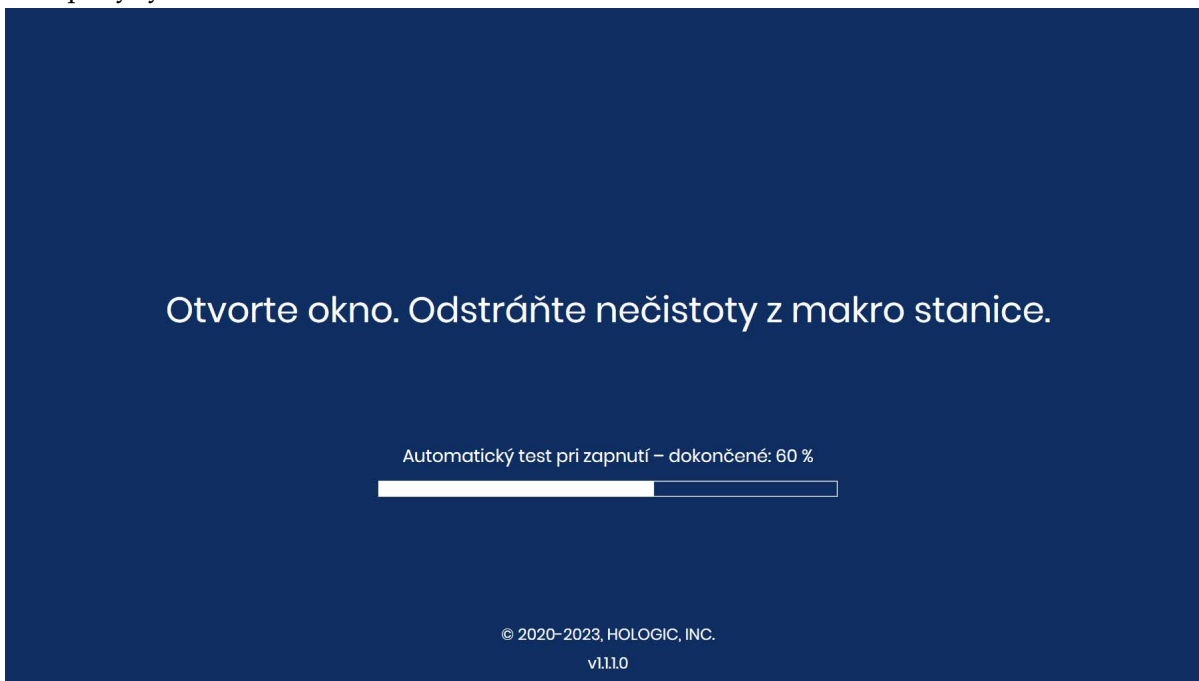 Otvorte okno. Odstráňte nečistoty z makro stanice.
Automatický test pri zapnutí – dokončené: 60 %
© 2020-2023, HOLOGIC, INC.
v1.1.1.0